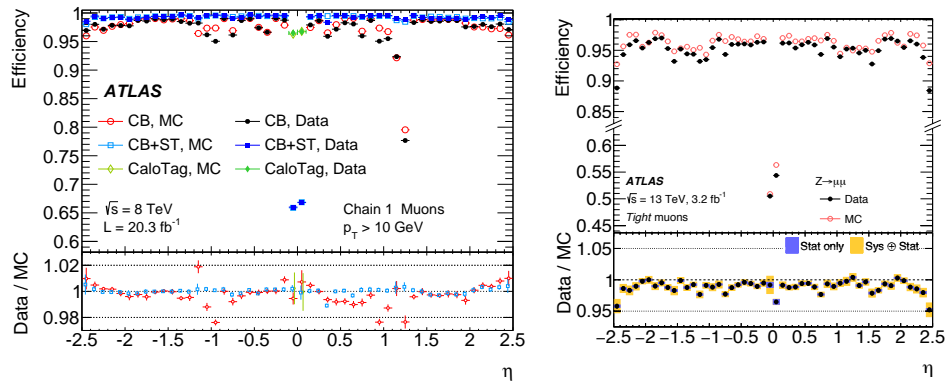 Efficiency
1
0.95
0.9
0.85
0.8
0.75
0.7
0.65
0.6
ATLAS
CB, MC
CB, Data
CB+ST, MC
CB+ST, Data
CaloTag, MC
CaloTag, Data
√s = 8 TeV
L = 20.3 fb⁻¹
Chain 1 Muons
p_T > 10 GeV
Data / MC
1.02
1.00
0.98
-2.5 -2 -1.5 -1 -0.5 0 0.5 1 1.5 2 2.5
η
Efficiency
1
0.95
0.9
0.85
0.55
0.5
0.45
ATLAS
√s = 13 TeV, 3.2 fb⁻¹
Tight muons
Z→μμ
Data
MC
Stat only
Sys ⊕ Stat
Data / MC
1.05
1
0.95
−2.5 −2 −1.5 −1 −0.5 0 0.5 1 1.5 2 2.5
η